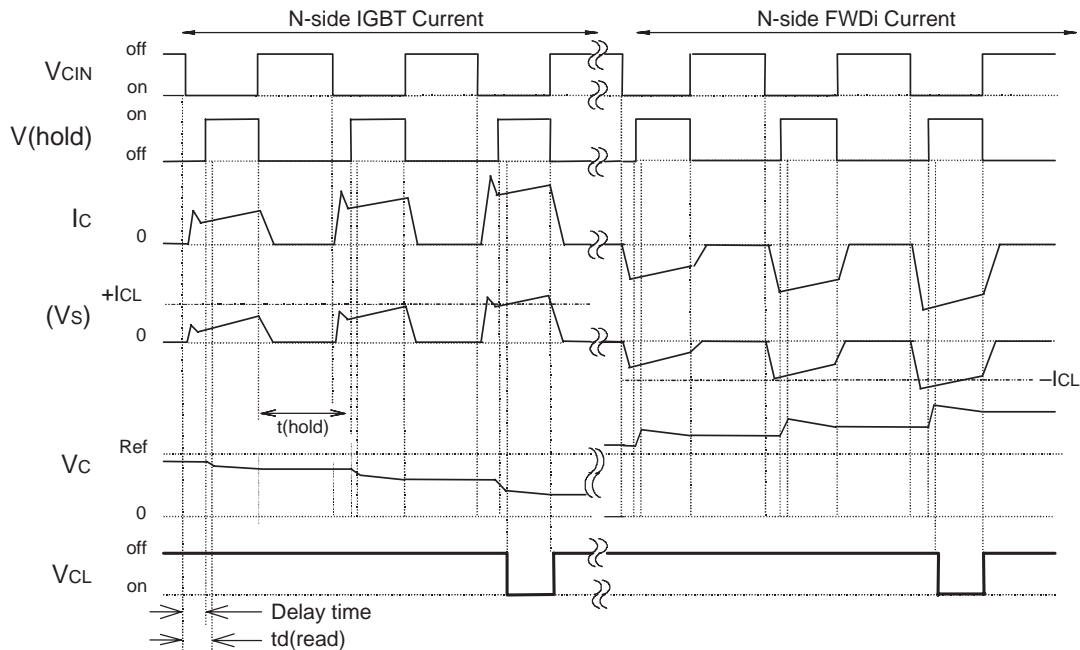 N-side IGBT Current
N-side FWDi Current
off
VCIN
on
on
V(hold)
off
IC
0
+ICL
(VS)
0
–ICL
t(hold)
Ref
VC
0
off
VCL
on
Delay time
td(read)